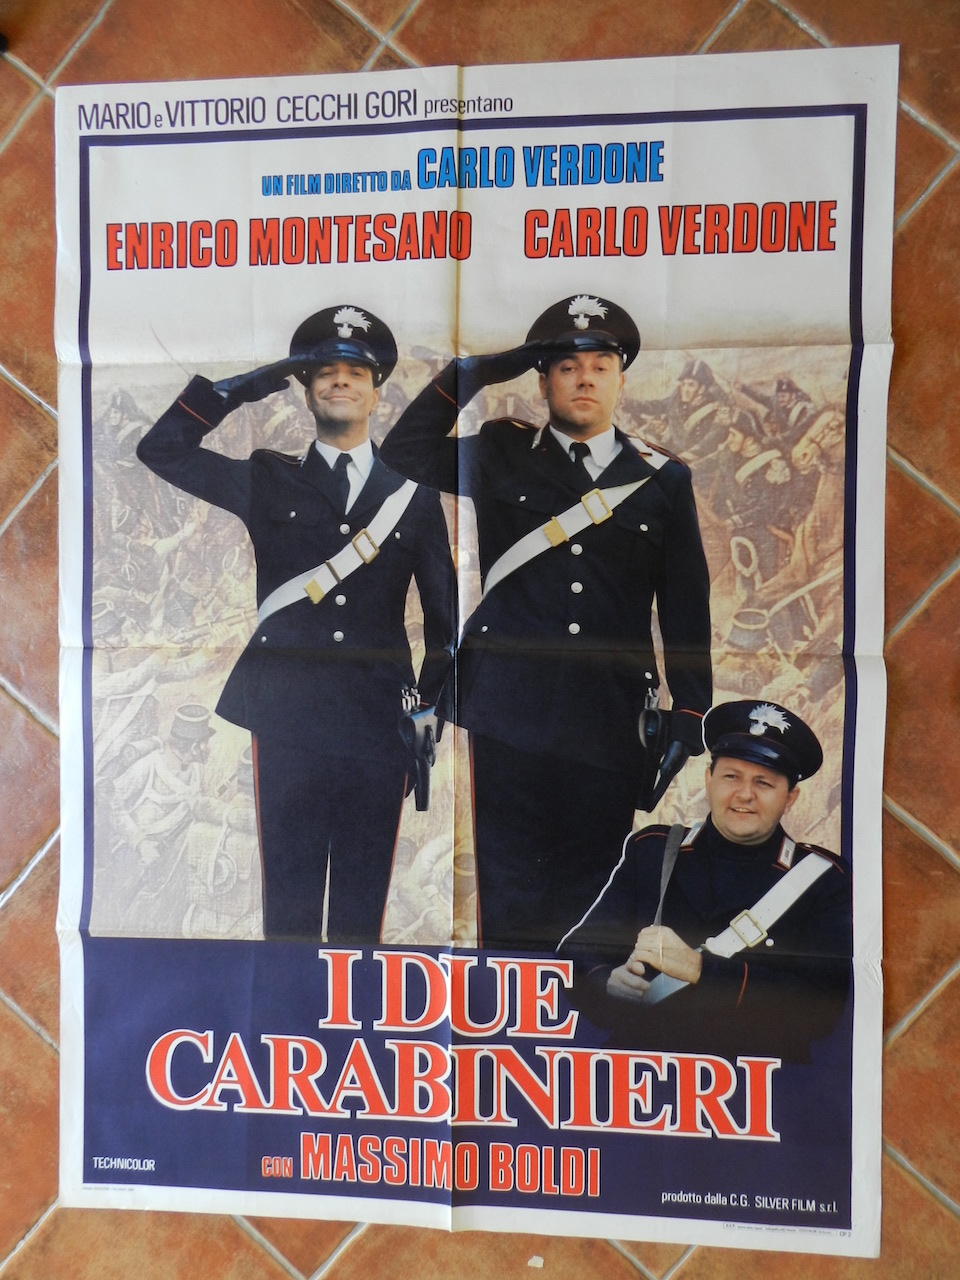 MARIO e VITTORIO CECCHI GORI presentano
UN FILM DIRETTO DA CARLO VERDONE
ENRICO MONTESANO CARLO VERDONE
I DUE
CARABINIERI
CON MASSIMO BOLDI
TECHNICOLOR
prodotto dalla C.G. SILVER FILM s.r.l.